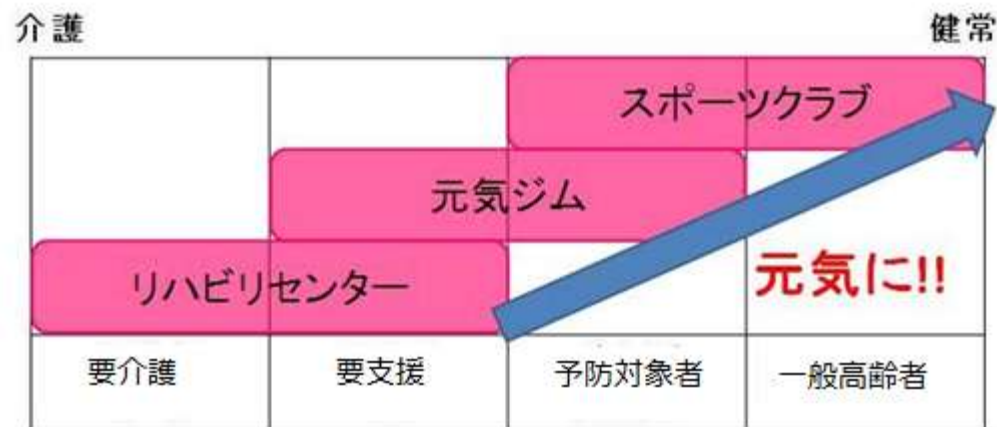 介護
健常
スポーツクラブ
元気ジム
リハビリセンター
元気に!!
要介護
要支援
予防対象者
一般高齢者